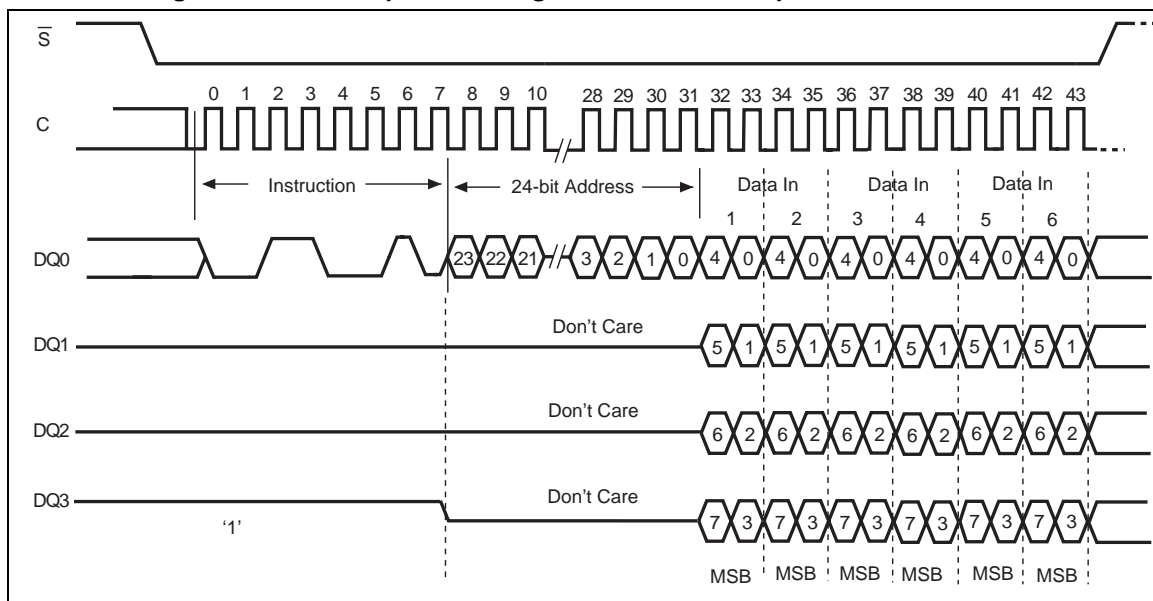 S
0 1 2 3 4 5 6 7 8 9 10 28 29 30 31 32 33 34 35 36 37 38 39 40 41 42 43
C
Instruction 24-bit Address Data In Data In Data In
1 2 3 4 5 6
DQ0 23 22 21 3 2 1 0 4 0 4 0 4 0 4 0 4 0 4 0
Don't Care
DQ1 5 1 5 1 5 1 5 1 5 1 5 1
Don't Care
DQ2 6 2 6 2 6 2 6 2 6 2 6 2
Don't Care
DQ3 7 3 7 3 7 3 7 3 7 3 7 3
‘1’
MSB MSB MSB MSB MSB MSB